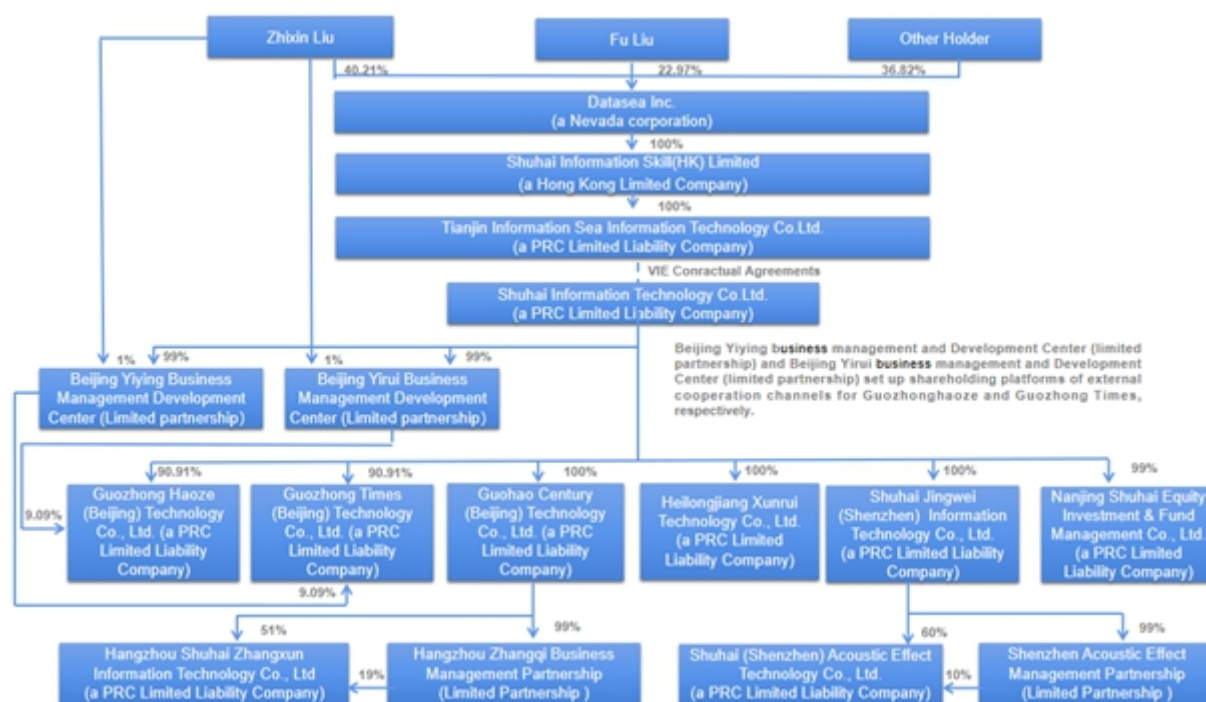 Zhixin Liu
Fu Liu
Other Holder
40.21%
22.97%
36.82%
Datasea Inc.
(a Nevada corporation)
100%
Shuhai Information Skill(HK) Limited
(a Hong Kong Limited Company)
100%
Tianjin Information Sea Information Technology Co.Ltd.
(a PRC Limited Liability Company)
VIE Conractual Agreements
Shuhai Information Technology Co.Ltd.
(a PRC Limited Liability Company)
1%
99%
1%
99%
Beijing Yiying Business
Management Development
Center (Limited partnership)
Beijing Yirui Business
Management Development
Center (Limited partnership)
Beijing Yiying business management and Development Center (limited
partnership) and Beijing Yirui business management and Development
Center (limited partnership) set up shareholding platforms of external
cooperation channels for Guozhonghaoze and Guozhong Times,
respectively.
90.91%
90.91%
100%
100%
100%
99%
9.09%
Guozhong Haoze
(Beijing) Technology
Co., Ltd. (a PRC
Limited Liability
Company)
Guozhong Times
(Beijing) Technology
Co., Ltd. (a PRC
Limited Liability
Company)
Guohao Century
(Beijing) Technology
Co., Ltd. (a PRC
Limited Liability
Company)
Heilongjiang Xunrui
Technology Co., Ltd.
(a PRC Limited
Liability Company)
Shuhai Jingwei
(Shenzhen) Information
Technology Co., Ltd.
(a PRC Limited Liability
Company)
Nanjing Shuhai Equity
Investment & Fund
Management Co., Ltd.
(a PRC Limited
Liability Company)
9.09%
51%
99%
60%
99%
Hangzhou Shuhai Zhangxun
Information Technology Co., Ltd
(a PRC Limited Liability Company)
19%
Hangzhou Zhangqi Business
Management Partnership
(Limited Partnership )
Shuhai (Shenzhen) Acoustic Effect
Technology Co., Ltd.
(a PRC Limited Liability Company)
10%
Shenzhen Acoustic Effect
Management Partnership
(Limited Partnership )